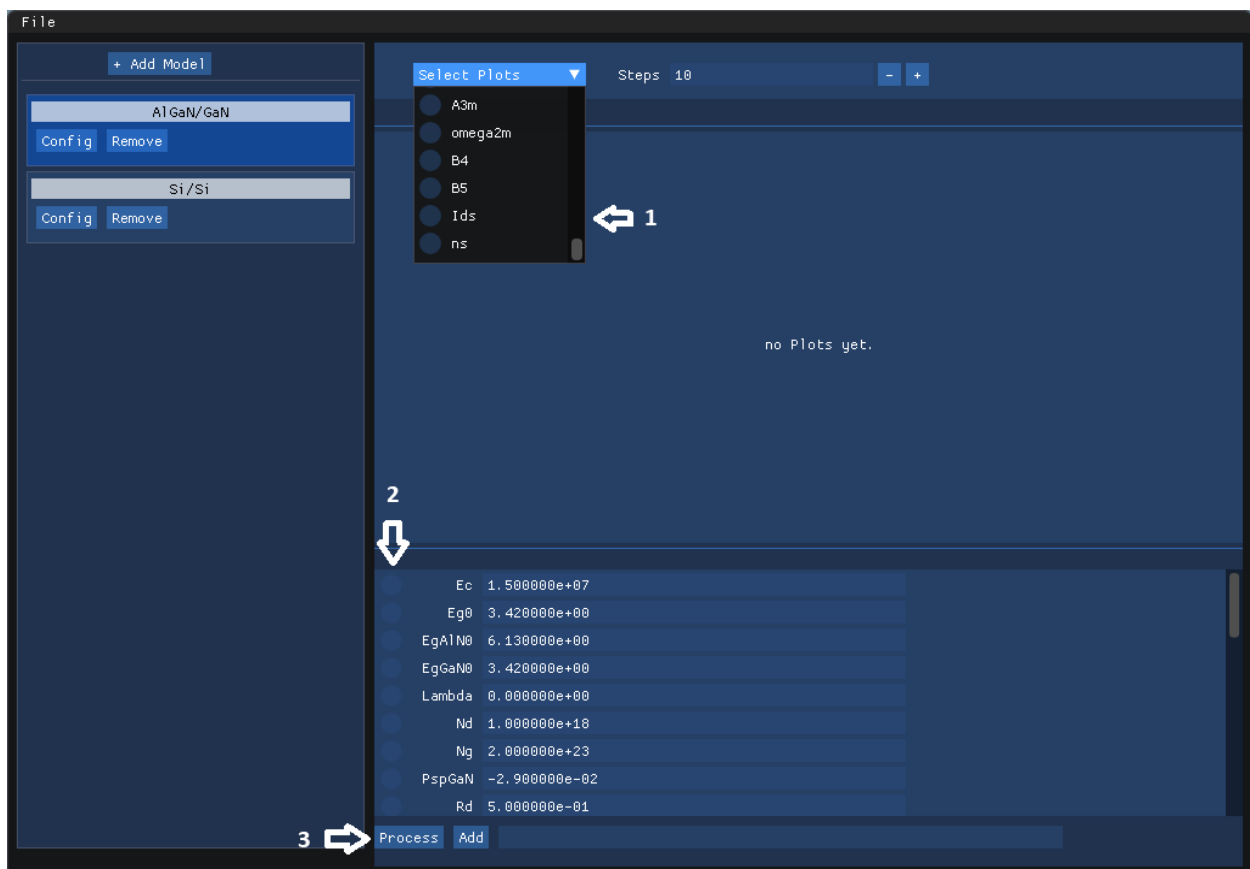 File
+ Add Model
AlGaN/GaN
Config Remove
Si/Si
Config Remove
Select Plots ▼ Steps 10 - +
A3m
omega2m
B4
B5
Ids
ns
1
no Plots yet.
2
Ec 1.500000e+07
Eg0 3.420000e+00
EgAlN0 6.130000e+00
EgGaN0 3.420000e+00
Lambda 0.000000e+00
Nd 1.000000e+18
Ng 2.000000e+23
PspGaN -2.900000e-02
Rd 5.000000e-01
3
Process Add